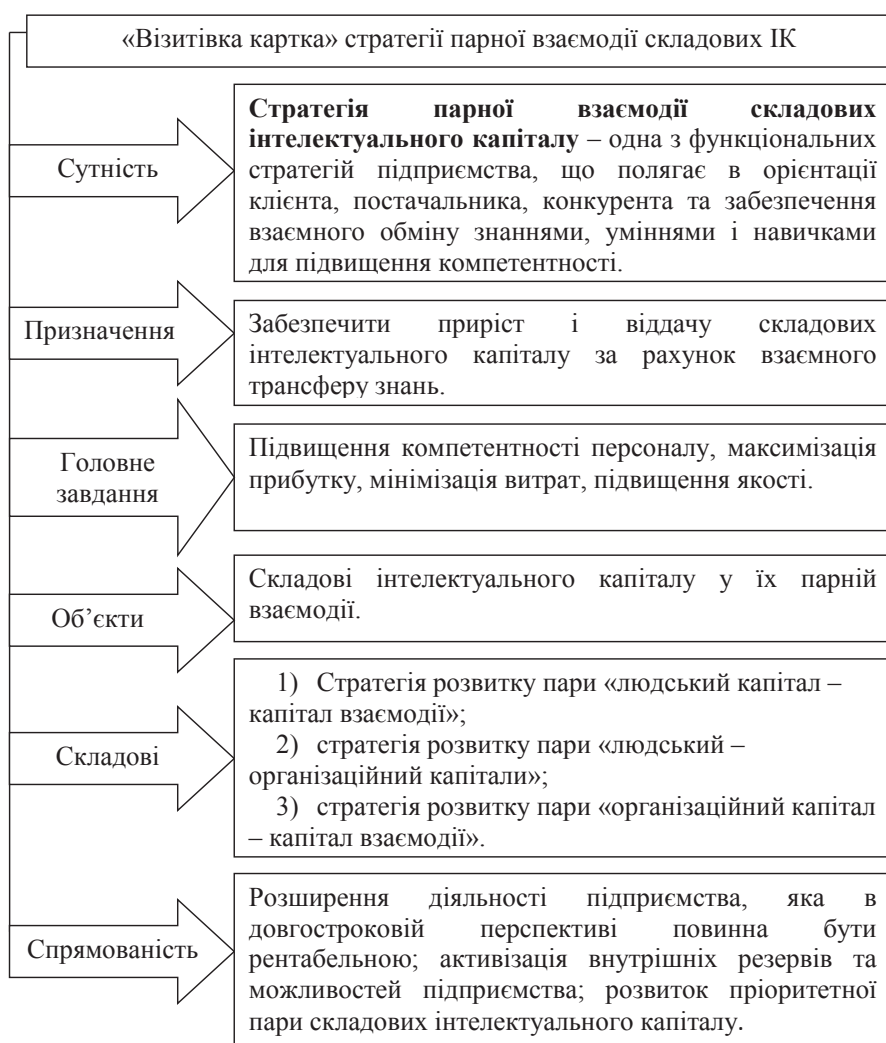 «Візитівка картка» стратегії парної взаємодії складових ІК
Сутність
Стратегія парної взаємодії складових
інтелектуального капіталу – одна з функціональних
стратегій підприємства, що полягає в орієнтації
клієнта, постачальника, конкурента та забезпечення
взаємного обміну знаннями, уміннями і навичками
для підвищення компетентності.
Призначення
Забезпечити приріст і віддачу складових
інтелектуального капіталу за рахунок взаємного
трансферу знань.
Головне
завдання
Підвищення компетентності персоналу, максимізація
прибутку, мінімізація витрат, підвищення якості.
Об’єкти
Складові інтелектуального капіталу у їх парній
взаємодії.
Складові
1) Стратегія розвитку пари «людський капітал –
капітал взаємодії»;
2) стратегія розвитку пари «людський –
організаційний капітали»;
3) стратегія розвитку пари «організаційний капітал
– капітал взаємодії».
Спрямованість
Розширення діяльності підприємства, яка в
довгостроковій перспективі повинна бути
рентабельною; активізація внутрішніх резервів та
можливостей підприємства; розвиток пріоритетної
пари складових інтелектуального капіталу.